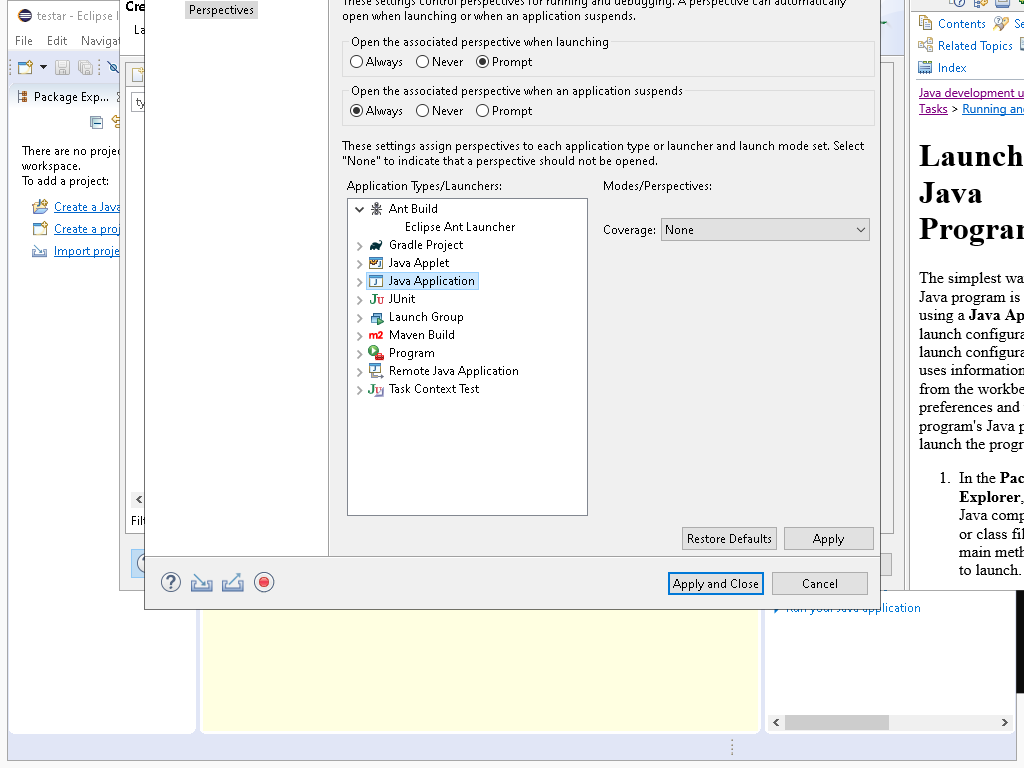 testar - Eclipse I
File Edit Navigat
Package Exp...
There are no proje
workspace.
To add a project:
Create a Java
Create a proj
Import proje
Cre
La
ty
Filt
Perspectives
These settings control perspectives for running and debugging. A perspective can automatically
open when launching or when an application suspends.
Open the associated perspective when launching
Always Never Prompt
Open the associated perspective when an application suspends
Always Never Prompt
These settings assign perspectives to each application type or launcher and launch mode set. Select
"None" to indicate that a perspective should not be opened.
Application Types/Launchers:
Modes/Perspectives:
Ant Build
Eclipse Ant Launcher
Gradle Project
Java Applet
Java Application
JUnit
Launch Group
Maven Build
Program
Remote Java Application
Task Context Test
Coverage: None
Restore Defaults Apply
Apply and Close Cancel
Contents Se
Related Topics
Index
Java development u
Tasks > Running and
Launch
Java
Program
The simplest wa
Java program is
using a Java Ap
launch configura
launch configura
uses information
from the workbe
preferences and
program's Java p
launch the progr
1. In the Pac
Explorer,
Java comp
or class fil
main meth
to launch.
Run your Java application